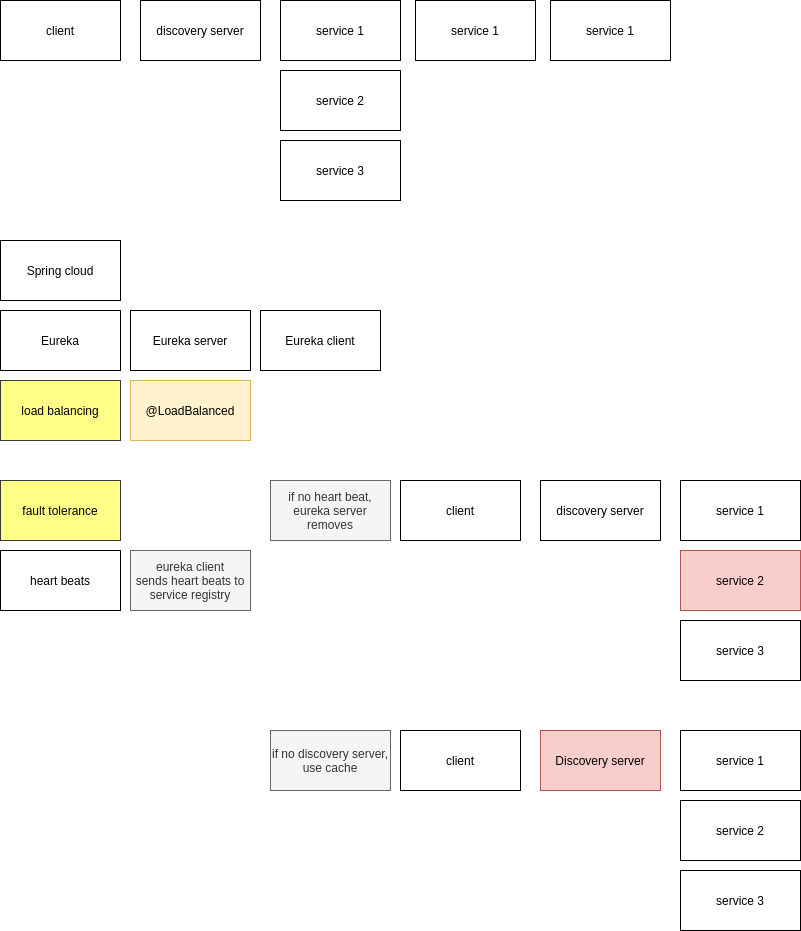 client
discovery server
service 1
service 1
service 1
service 2
service 3
Spring cloud
Eureka
Eureka server
Eureka client
load balancing
@LoadBalanced
fault tolerance
if no heart beat,
eureka server
removes
client
discovery server
service 1
heart beats
eureka client
sends heart beats to
service registry
service 2
service 3
if no discovery server,
use cache
client
Discovery server
service 1
service 2
service 3